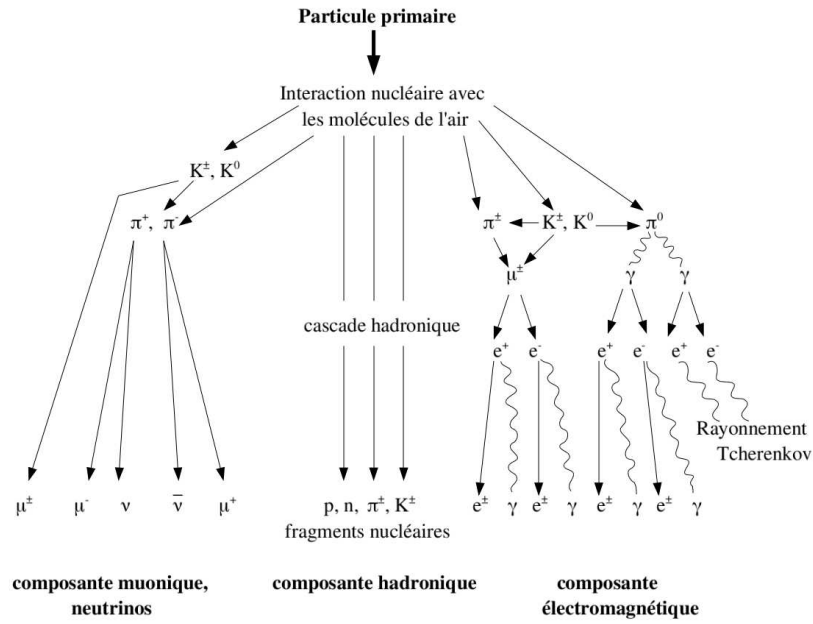 Particule primaire
Interaction nucléaire avec
les molécules de l'air
K±, K⁰
π⁺, π⁻
π± K±, K⁰ π⁰
μ± γ γ
cascade hadronique
e⁺ e⁻ e⁺ e⁻ e⁺ e⁻
Rayonnement
Tcherenkov
μ± μ⁻ ν ν̅ μ⁺
p, n, π±, K±
fragments nucléaires
e± γ e± γ e± γ e± γ
composante muonique,
neutrinos
composante hadronique
composante
électromagnétique